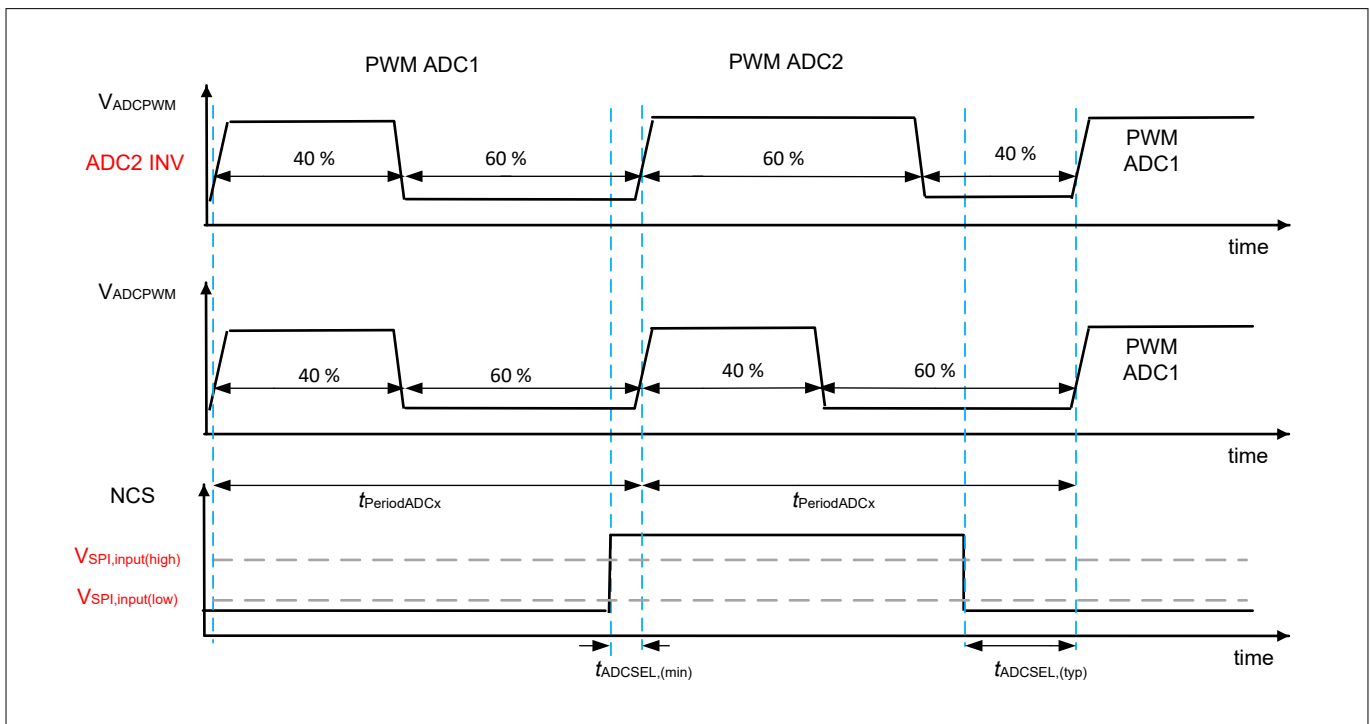 PWM ADC1
PWM ADC2
VADCPWM
ADC2 INV
40 %
60 %
60 %
40 %
PWM
ADC1
time
VADCPWM
40 %
60 %
40 %
60 %
PWM
ADC1
time
NCS
tPeriodADCx
tPeriodADCx
VSPI,input(high)
VSPI,input(low)
time
tADCSEL,(min)
tADCSEL,(typ)